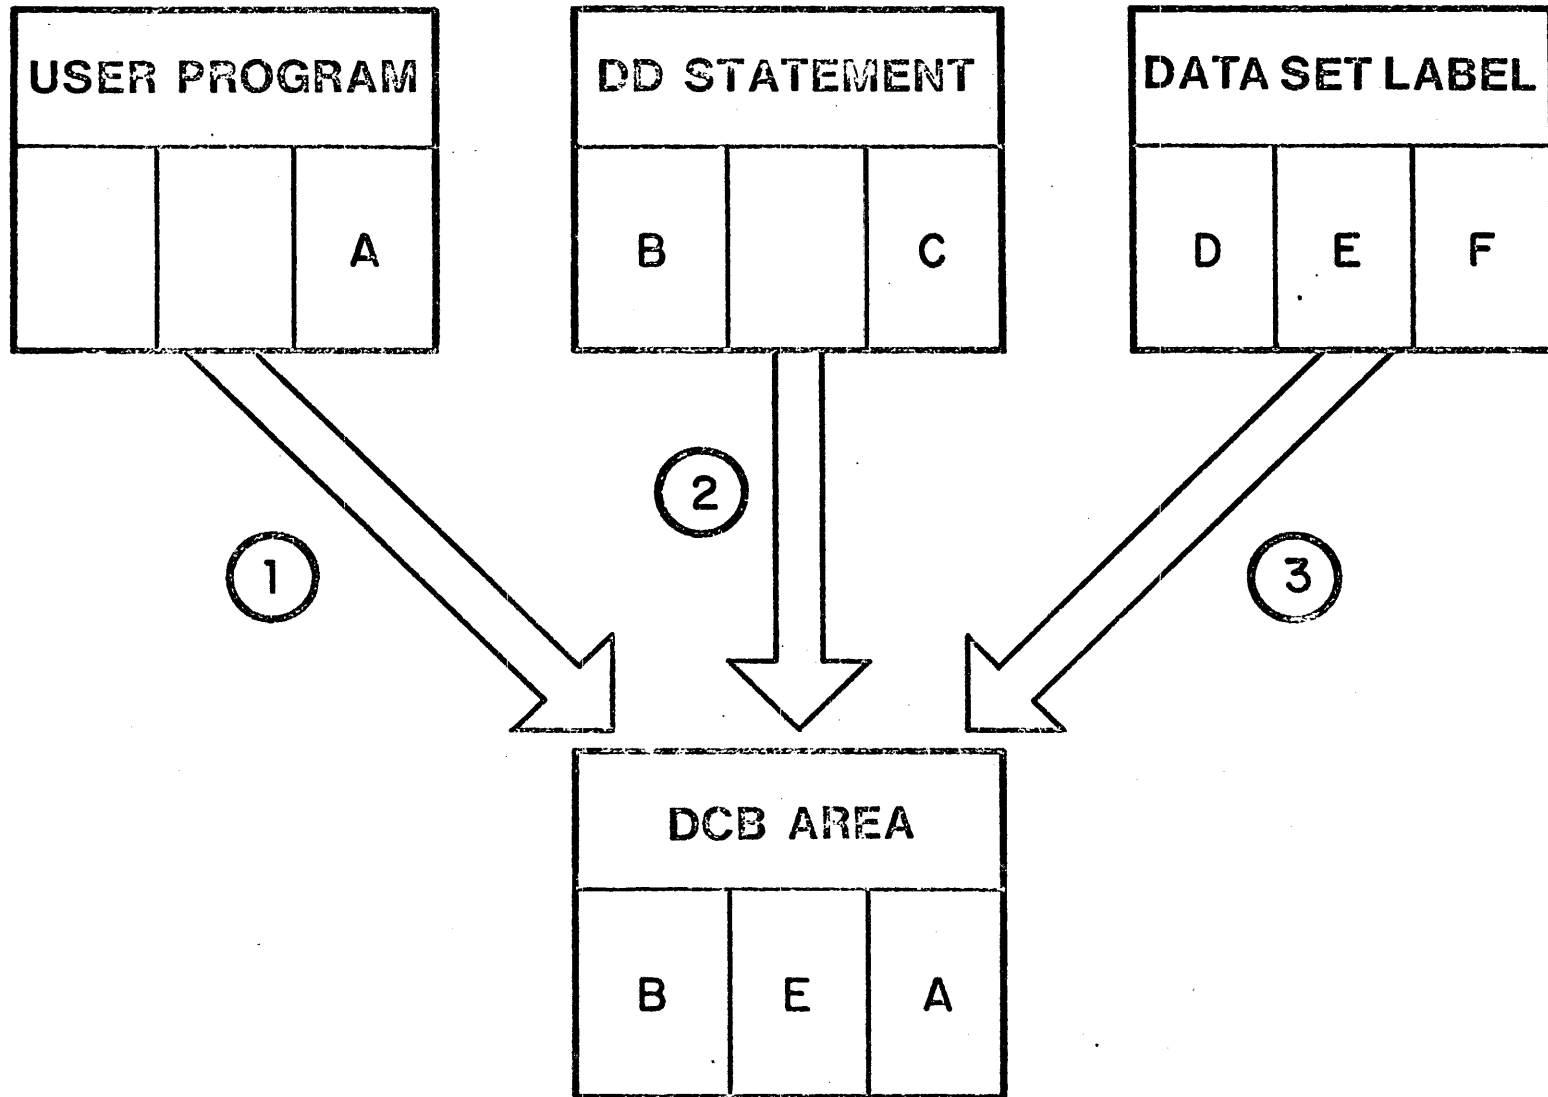 USER PROGRAM
DD STATEMENT
DATA SET LABEL
A
B
C
D
E
F
1
2
3
DCB AREA
B
E
A